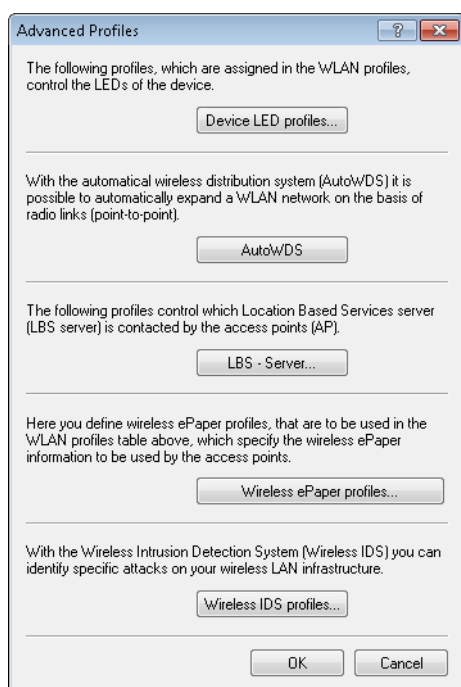 Advanced Profiles
The following profiles, which are assigned in the WLAN profiles,
control the LEDs of the device.
Device LED profiles...
With the automatical wireless distribution system (AutoWDS) it is
possible to automatically expand a WLAN network on the basis of
radio links (point-to-point).
AutoWDS
The following profiles control which Location Based Services server
(LBS server) is contacted by the access points (AP).
LBS - Server...
Here you define wireless ePaper profiles, that are to be used in the
WLAN profiles table above, which specify the wireless ePaper
information to be used by the access points.
Wireless ePaper profiles...
With the Wireless Intrusion Detection System (Wireless IDS) you can
identify specific attacks on your wireless LAN infrastructure.
Wireless IDS profiles...
OK Cancel